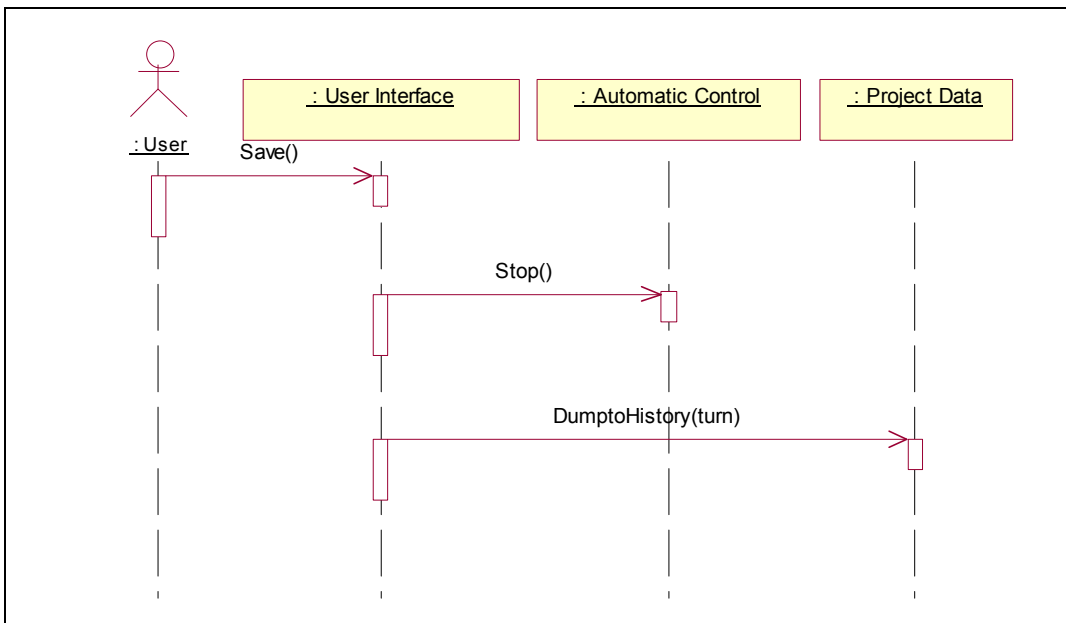 : User Interface
: Automatic Control
: Project Data
: User
Save()
Stop()
DumptoHistory(turn)